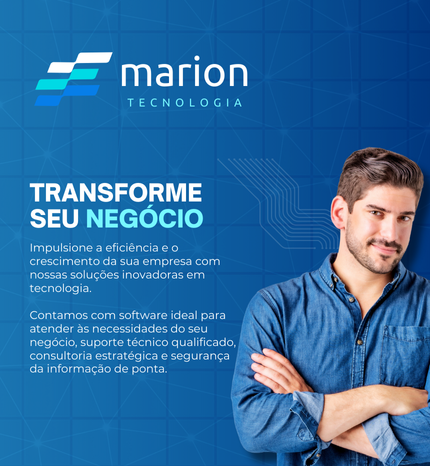 marion
TECNOLOGIA
TRANSFORME
SEU NEGÓCIO
Impulsione a eficiência e o
crescimento da sua empresa com
nossas soluções inovadoras em
tecnologia.
Contamos com software ideal para
atender às necessidades do seu
negócio, suporte técnico qualificado,
consultoria estratégica e segurança
da informação de ponta.